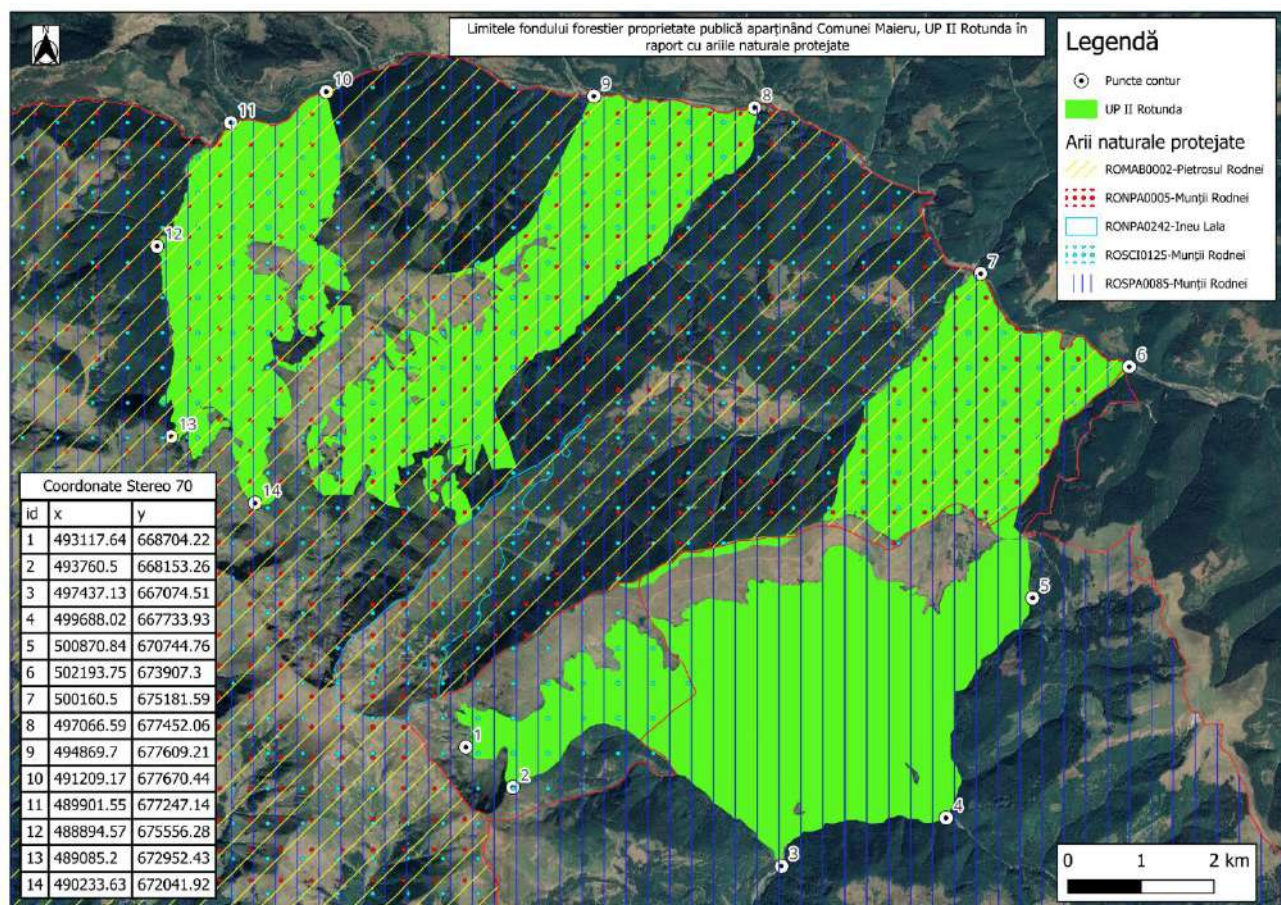 N
Limitele fondului forestier proprietate publică aparținând Comunei Maieru, UP II Rotunda în
raport cu ariile naturale protejate
Legendă
Puncte contur
UP II Rotunda
Arii naturale protejate
ROMAB0002-Pietrosul Rodnei
RONPA0005-Munții Rodnei
RONPA0242-Ineu Lala
ROSCI0125-Munții Rodnei
ROSPA0085-Munții Rodnei
10
9
8
11
12
7
6
13
14
5
1
2
4
3
Coordonate Stereo 70
id x y
1 493117.64 668704.22
2 493760.5 668153.26
3 497437.13 667074.51
4 499688.02 667733.93
5 500870.84 670744.76
6 502193.75 673907.3
7 500160.5 675181.59
8 497066.59 677452.06
9 494869.7 677609.21
10 491209.17 677670.44
11 489901.55 677247.14
12 488894.57 675556.28
13 489085.2 672952.43
14 490233.63 672041.92
0 1 2 km